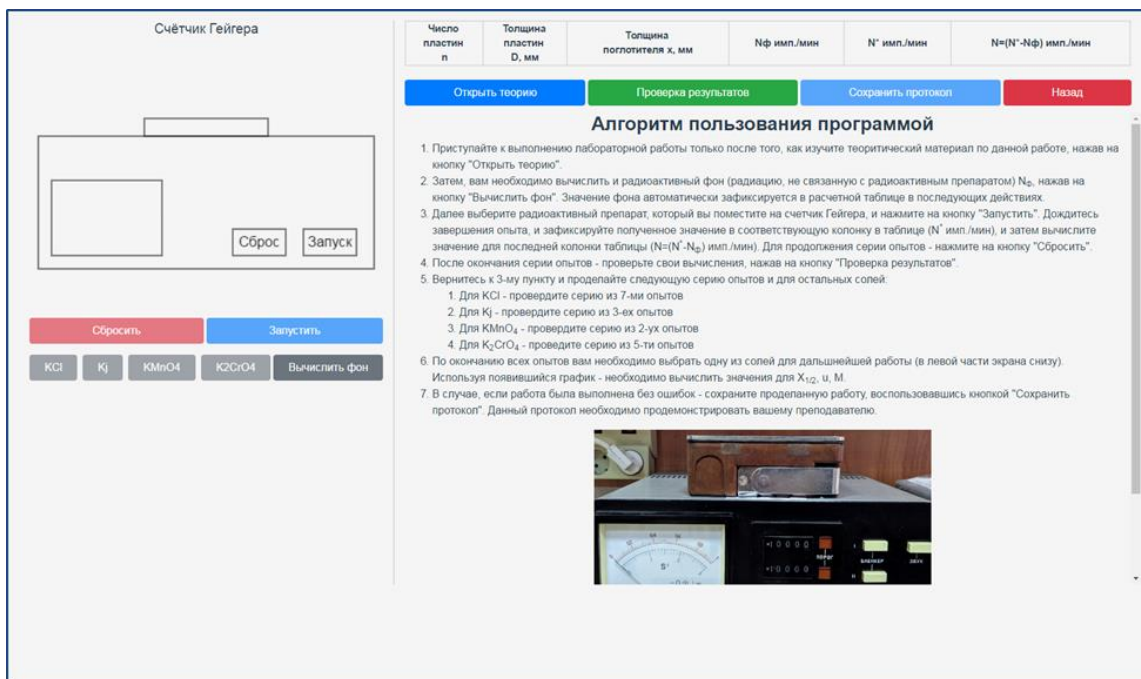 Счётчик Гейгера
Сброс
Запуск
Сбросить
Запустить
KCl
Kj
KMnO4
K2CrO4
Вычислить фон
Число пластин n
Толщина пластин D, мм
Толщина поглотителя x, мм
Nф имп./мин
N* имп./мин
N=(N*-Nф) имп./мин
Открыть теорию
Проверка результатов
Сохранить протокол
Назад
Алгоритм пользования программой
1. Приступайте к выполнению лабораторной работы только после того, как изучите теоритический материал по данной работе, нажав на
кнопку "Открыть теорию".
2. Затем, вам необходимо вычислить и радиоактивный фон (радиацию, не связанную с радиоактивным препаратом) NФ, нажав на
кнопку "Вычислить фон". Значение фона автоматически зафиксируется в расчетной таблице в последующих действиях.
3. Далее выберите радиоактивный препарат, который вы поместите на счетчик Гейгера, и нажмите на кнопку "Запустить". Дождитесь
завершения опыта, и зафиксируйте полученное значение в соответствующую колонку в таблице (N* имп./мин), и затем вычислите
значение для последней колонки таблицы (N=(N*-NФ) имп./мин). Для продолжения серии опытов - нажмите на кнопку "Сбросить".
4. После окончания серии опытов - проверьте свои вычисления, нажав на кнопку "Проверка результатов".
5. Вернитесь к 3-му пункту и проделайте следующую серию опытов и для остальных солей:
1. Для KCl - провердите серию из 7-ми опытов
2. Для Kj - провердите серию из 3-ех опытов
3. Для KMnO4 - провердите серию из 2-ух опытов
4. Для K2CrO4 - проведите серию из 5-ти опытов
6. По окончанию всех опытов вам необходимо выбрать одну из солей для дальшнейшей работы (в левой части экрана снизу).
Используя появившийся график - необходимо вычислить значения для X1/2, u, M.
7. В случае, если работа была выполнена без ошибок - сохраните проделанную работу, воспользовавшись кнопкой "Сохранить
протокол". Данный протокол необходимо продемонстрировать вашему преподавателю.
ПОРОГ